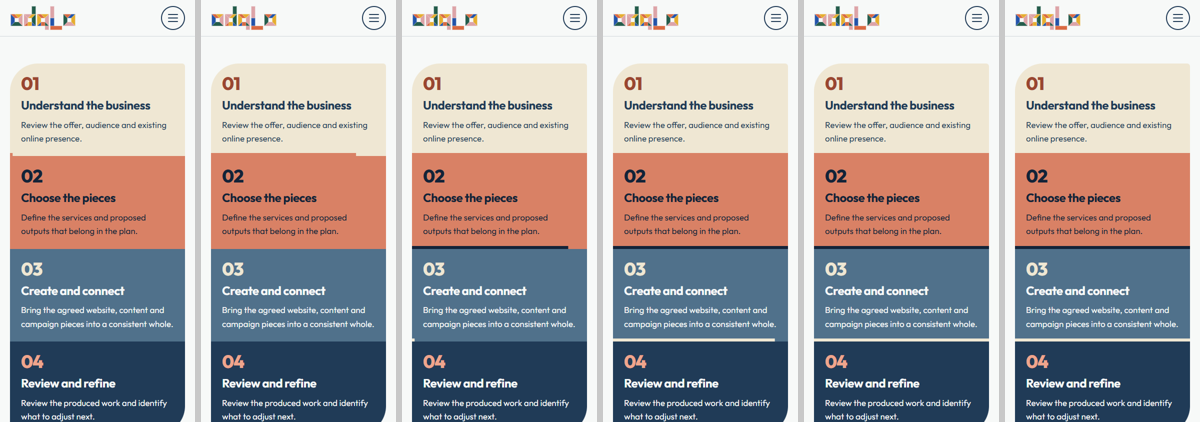 adaLo
01
Understand the business
Review the offer, audience and existing
online presence.
02
Choose the pieces
Define the services and proposed
outputs that belong in the plan.
03
Create and connect
Bring the agreed website, content and
campaign pieces into a consistent whole.
04
Review and refine
Review the produced work and identify
what to adjust next.
adaLo
01
Understand the business
Review the offer, audience and existing
online presence.
02
Choose the pieces
Define the services and proposed
outputs that belong in the plan.
03
Create and connect
Bring the agreed website, content and
campaign pieces into a consistent whole.
04
Review and refine
Review the produced work and identify
what to adjust next.
adaLo
01
Understand the business
Review the offer, audience and existing
online presence.
02
Choose the pieces
Define the services and proposed
outputs that belong in the plan.
03
Create and connect
Bring the agreed website, content and
campaign pieces into a consistent whole.
04
Review and refine
Review the produced work and identify
what to adjust next.
adaLo
01
Understand the business
Review the offer, audience and existing
online presence.
02
Choose the pieces
Define the services and proposed
outputs that belong in the plan.
03
Create and connect
Bring the agreed website, content and
campaign pieces into a consistent whole.
04
Review and refine
Review the produced work and identify
what to adjust next.
adaLo
01
Understand the business
Review the offer, audience and existing
online presence.
02
Choose the pieces
Define the services and proposed
outputs that belong in the plan.
03
Create and connect
Bring the agreed website, content and
campaign pieces into a consistent whole.
04
Review and refine
Review the produced work and identify
what to adjust next.
adaLo
01
Understand the business
Review the offer, audience and existing
online presence.
02
Choose the pieces
Define the services and proposed
outputs that belong in the plan.
03
Create and connect
Bring the agreed website, content and
campaign pieces into a consistent whole.
04
Review and refine
Review the produced work and identify
what to adjust next.